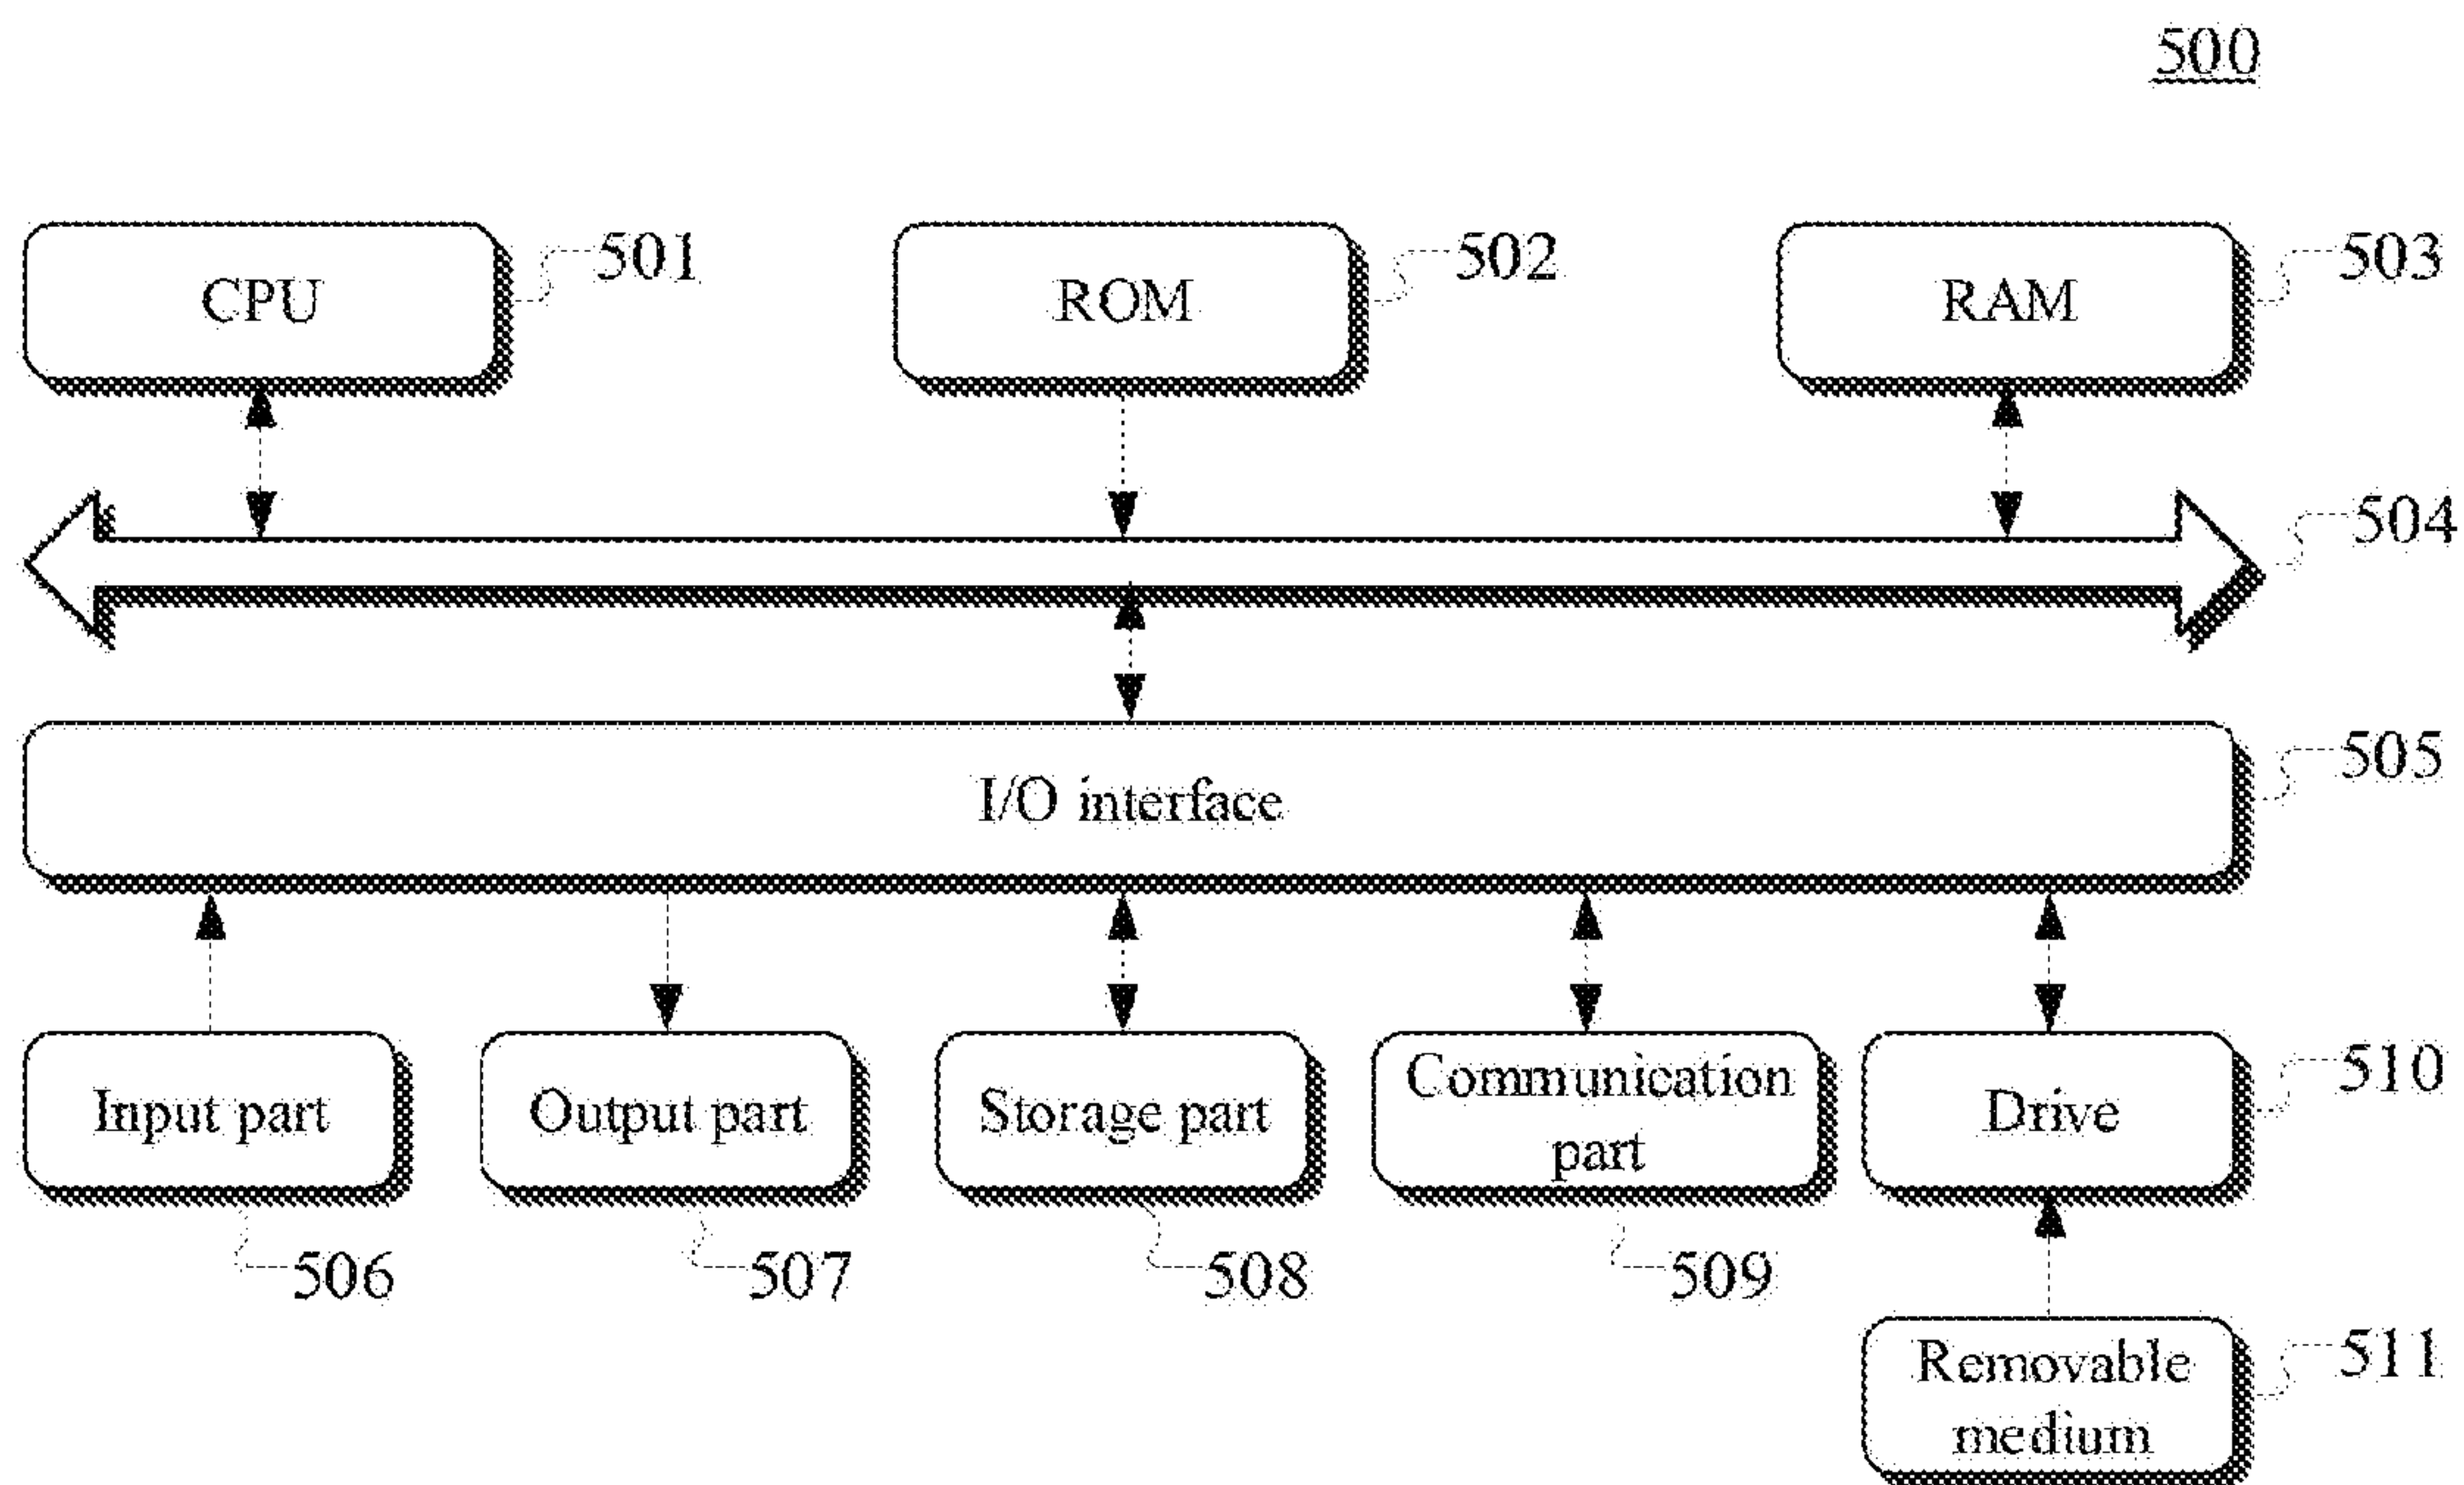 500
CPU
501
ROM
502
RAM
503
504
I/O interface
505
Input part
506
Output part
507
Storage part
508
Communication
part
509
Drive
510
Removable
medium
511